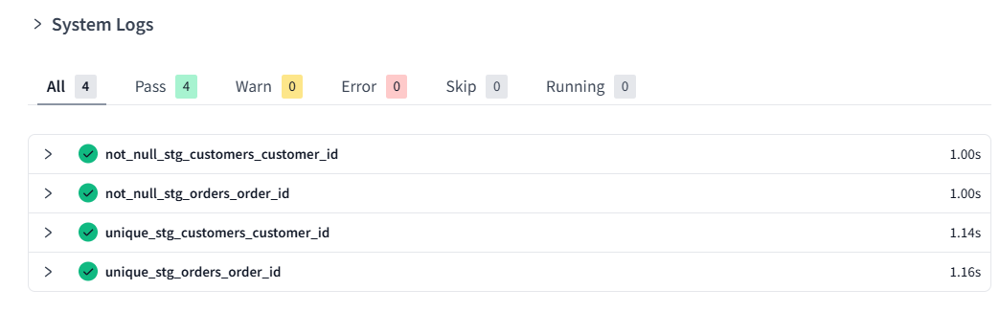 System Logs
All 4 Pass 4 Warn 0 Error 0 Skip 0 Running 0
not_null_stg_customers_customer_id 1.00s
not_null_stg_orders_order_id 1.00s
unique_stg_customers_customer_id 1.14s
unique_stg_orders_order_id 1.16s